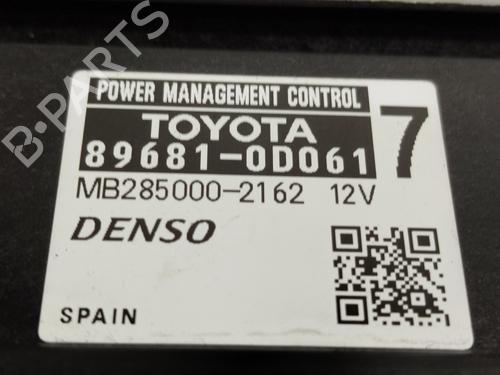 POWER MANAGEMENT CONTROL
TOYOTA
7
89681-0D061
MB285000-2162 12V
DENSO
SPAIN
B-PARTS